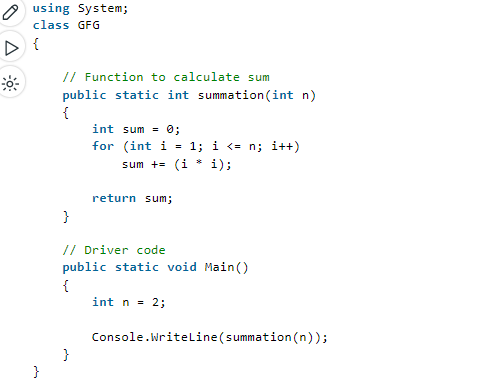 using System;
class GFG
{
// Function to calculate sum
public static int summation(int n)
{
int sum = 0;
for (int i = 1; i <= n; i++)
sum += (i * i);
return sum;
}
// Driver code
public static void Main()
{
int n = 2;
Console.WriteLine(summation(n));
}
}